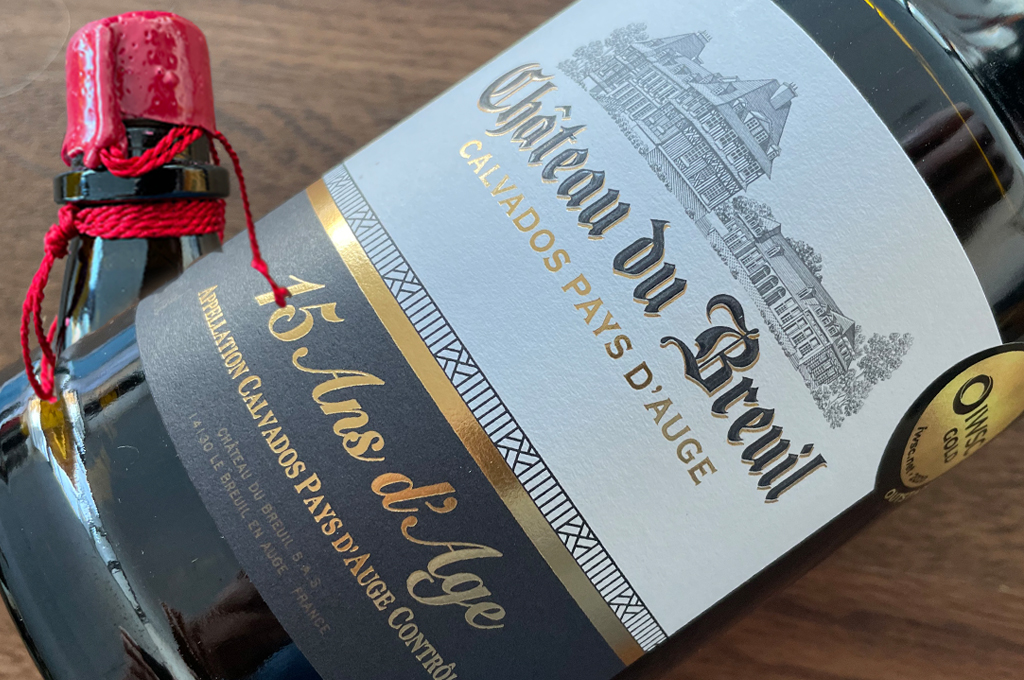 Château du Breuil
CALVADOS PAYS D'AUGE
15 Ans d'Age
APPELLATION CALVADOS PAYS D'AUGE CONTRÔL
CHÂTEAU DU BREUIL S.A.S.
14130 LE BREUIL EN AUGE FRANCE
IWSC
GOLD